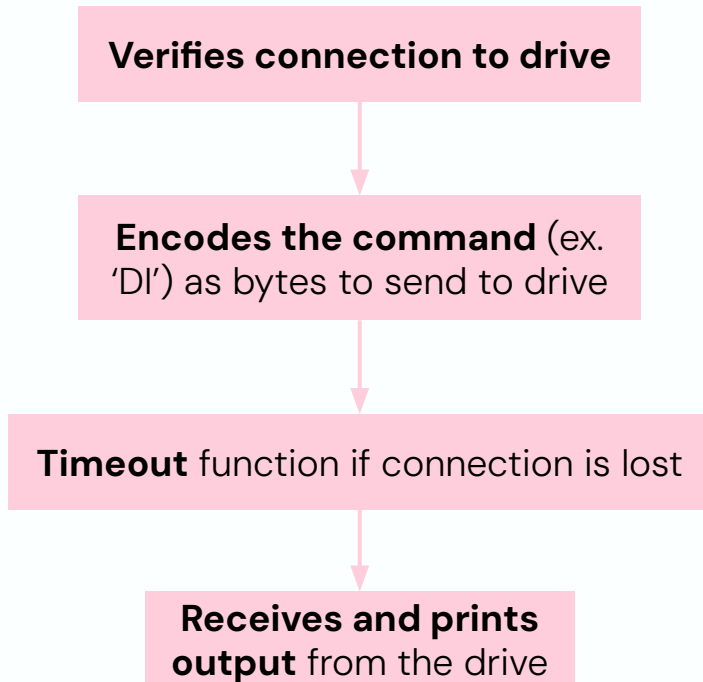 Verifies connection to drive
Encodes the command (ex.
‘DI’) as bytes to send to drive
Timeout function if connection is lost
Receives and prints
output from the drive